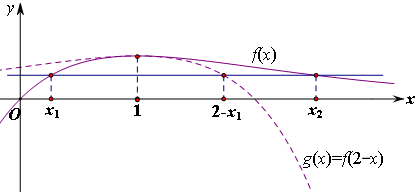 y
f(x)
O x₁ 1 2−x₁ x₂ x
g(x)=f(2−x)